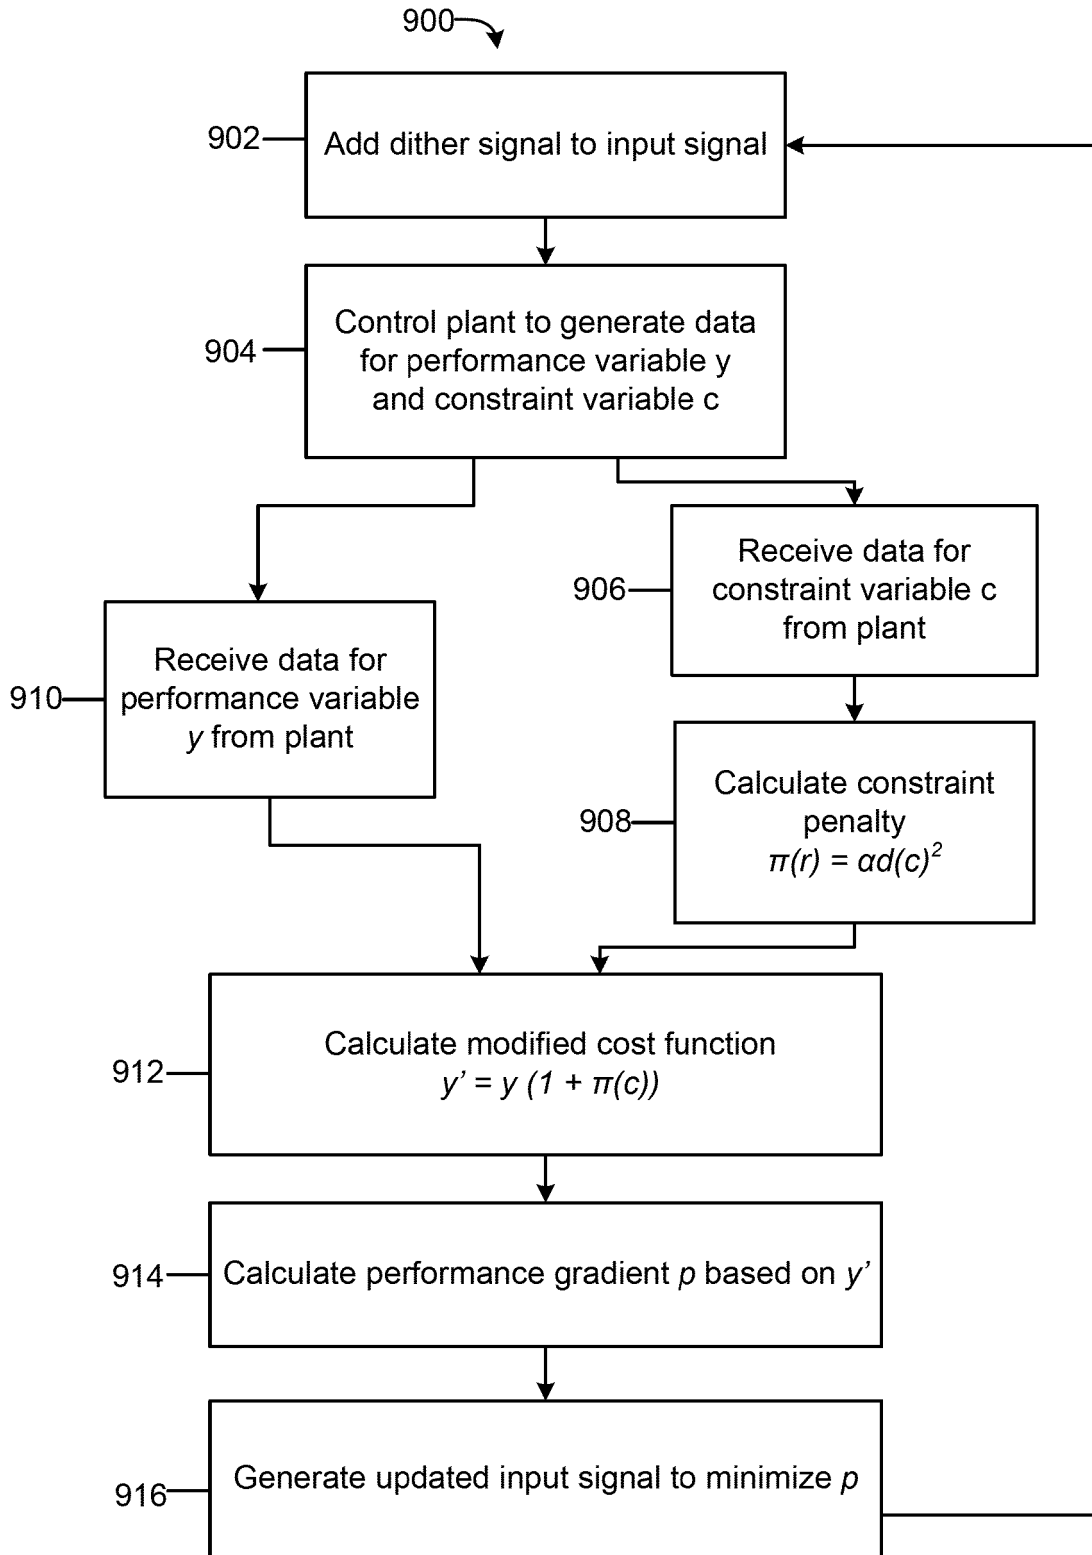 900
902
Add dither signal to input signal
904
Control plant to generate data
for performance variable y
and constraint variable c
906
Receive data for
constraint variable c
from plant
910
Receive data for
performance variable
y from plant
908
Calculate constraint
penalty
π(r) = αd(c)²
912
Calculate modified cost function
y’ = y (1 + π(c))
914
Calculate performance gradient p based on y’
916
Generate updated input signal to minimize p